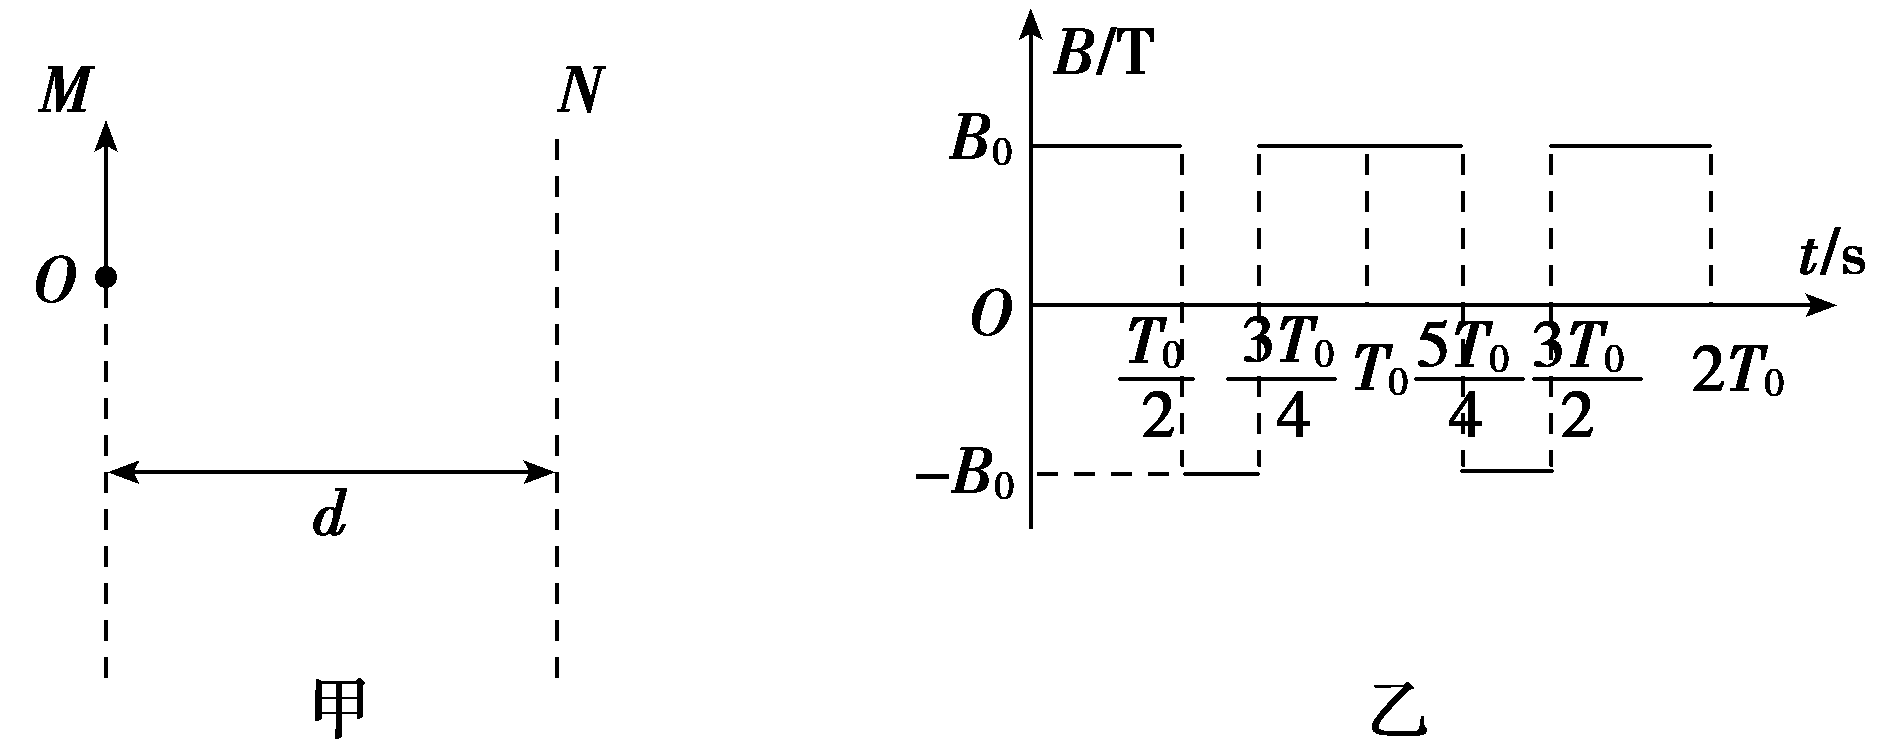 M N
O
d
甲
B/T
B₀
O
t/s
T₀/2 3T₀/4 T₀ 5T₀/4 3T₀/2 2T₀
−B₀
乙